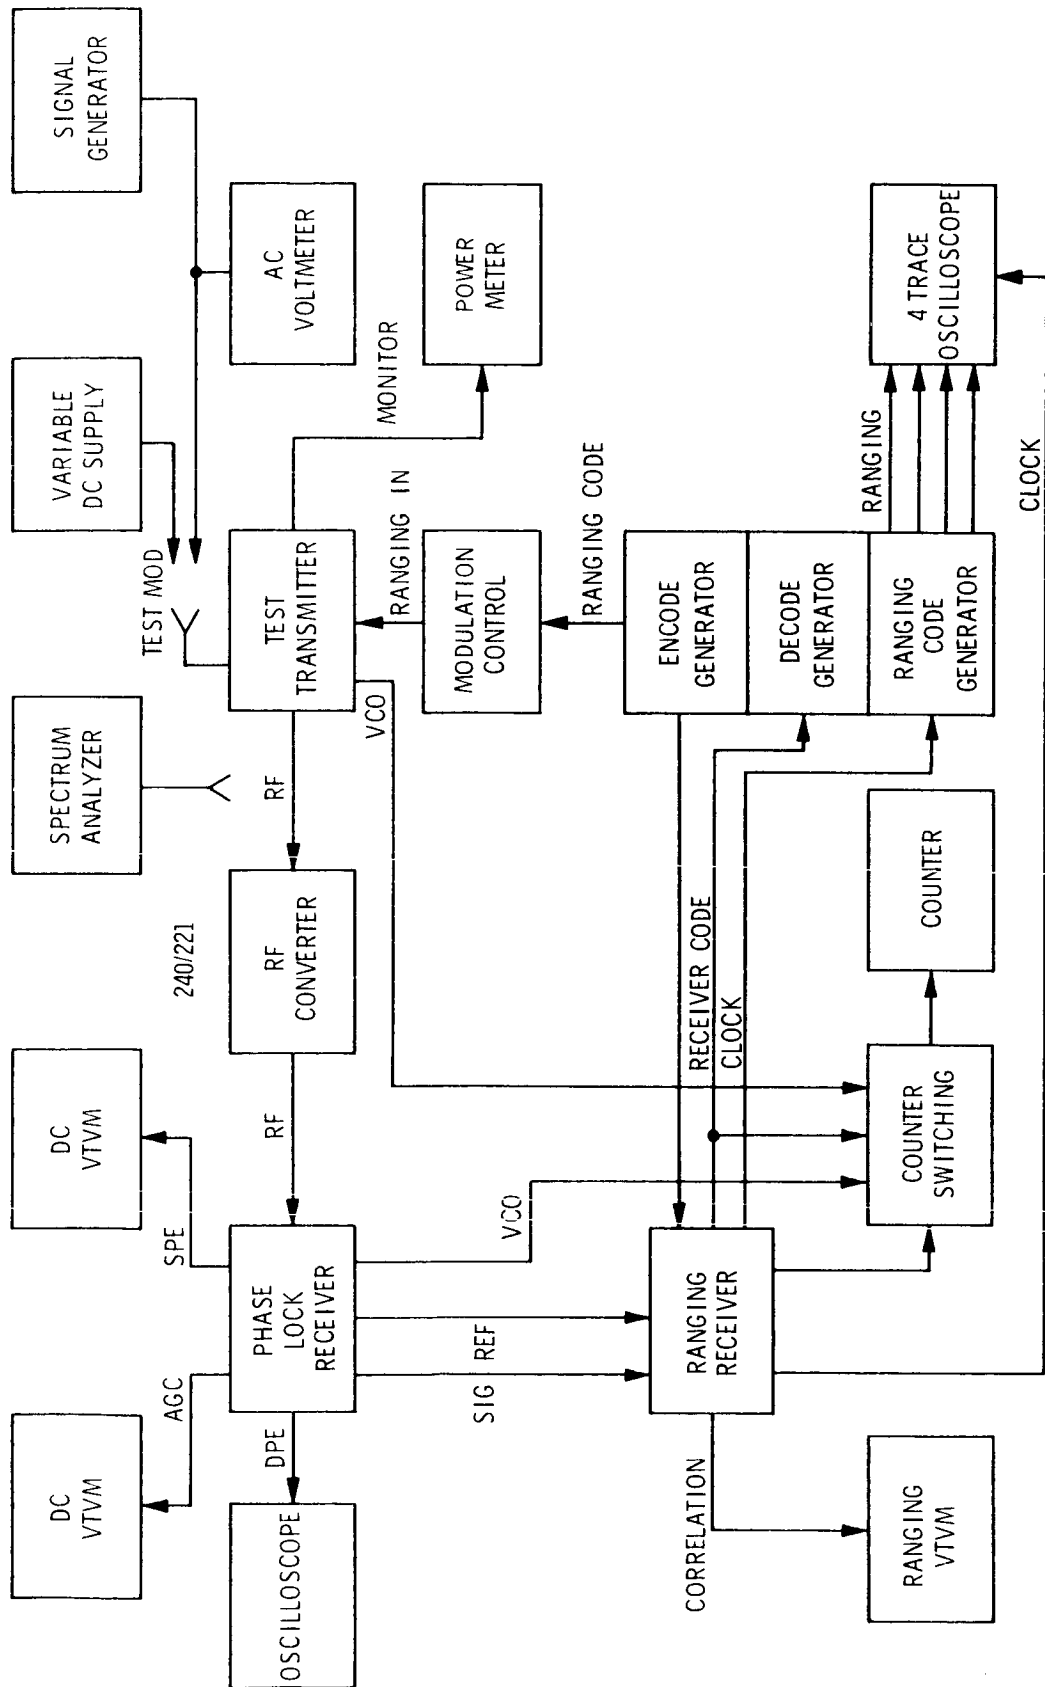 DC
VTVM
DC
VTVM
SPECTRUM
ANALYZER
VARIABLE
DC SUPPLY
SIGNAL
GENERATOR
AGC
SPE
240/221
TEST MOD
OSCILLOSCOPE
DPE
PHASE
LOCK
RECEIVER
RF
RF
CONVERTER
RF
TEST
TRANSMITTER
AC
VOLTMETER
VCO
MONITOR
RANGING IN
SIG REF
VCO
MODULATION
CONTROL
POWER
METER
RANGING CODE
CORRELATION
RANGING
RECEIVER
RECEIVER CODE
CLOCK
ENCODE
GENERATOR
DECODE
GENERATOR
RANGING
CODE
GENERATOR
RANGING
4 TRACE
OSCILLOSCOPE
RANGING
VTVM
COUNTER
SWITCHING
COUNTER
CLOCK